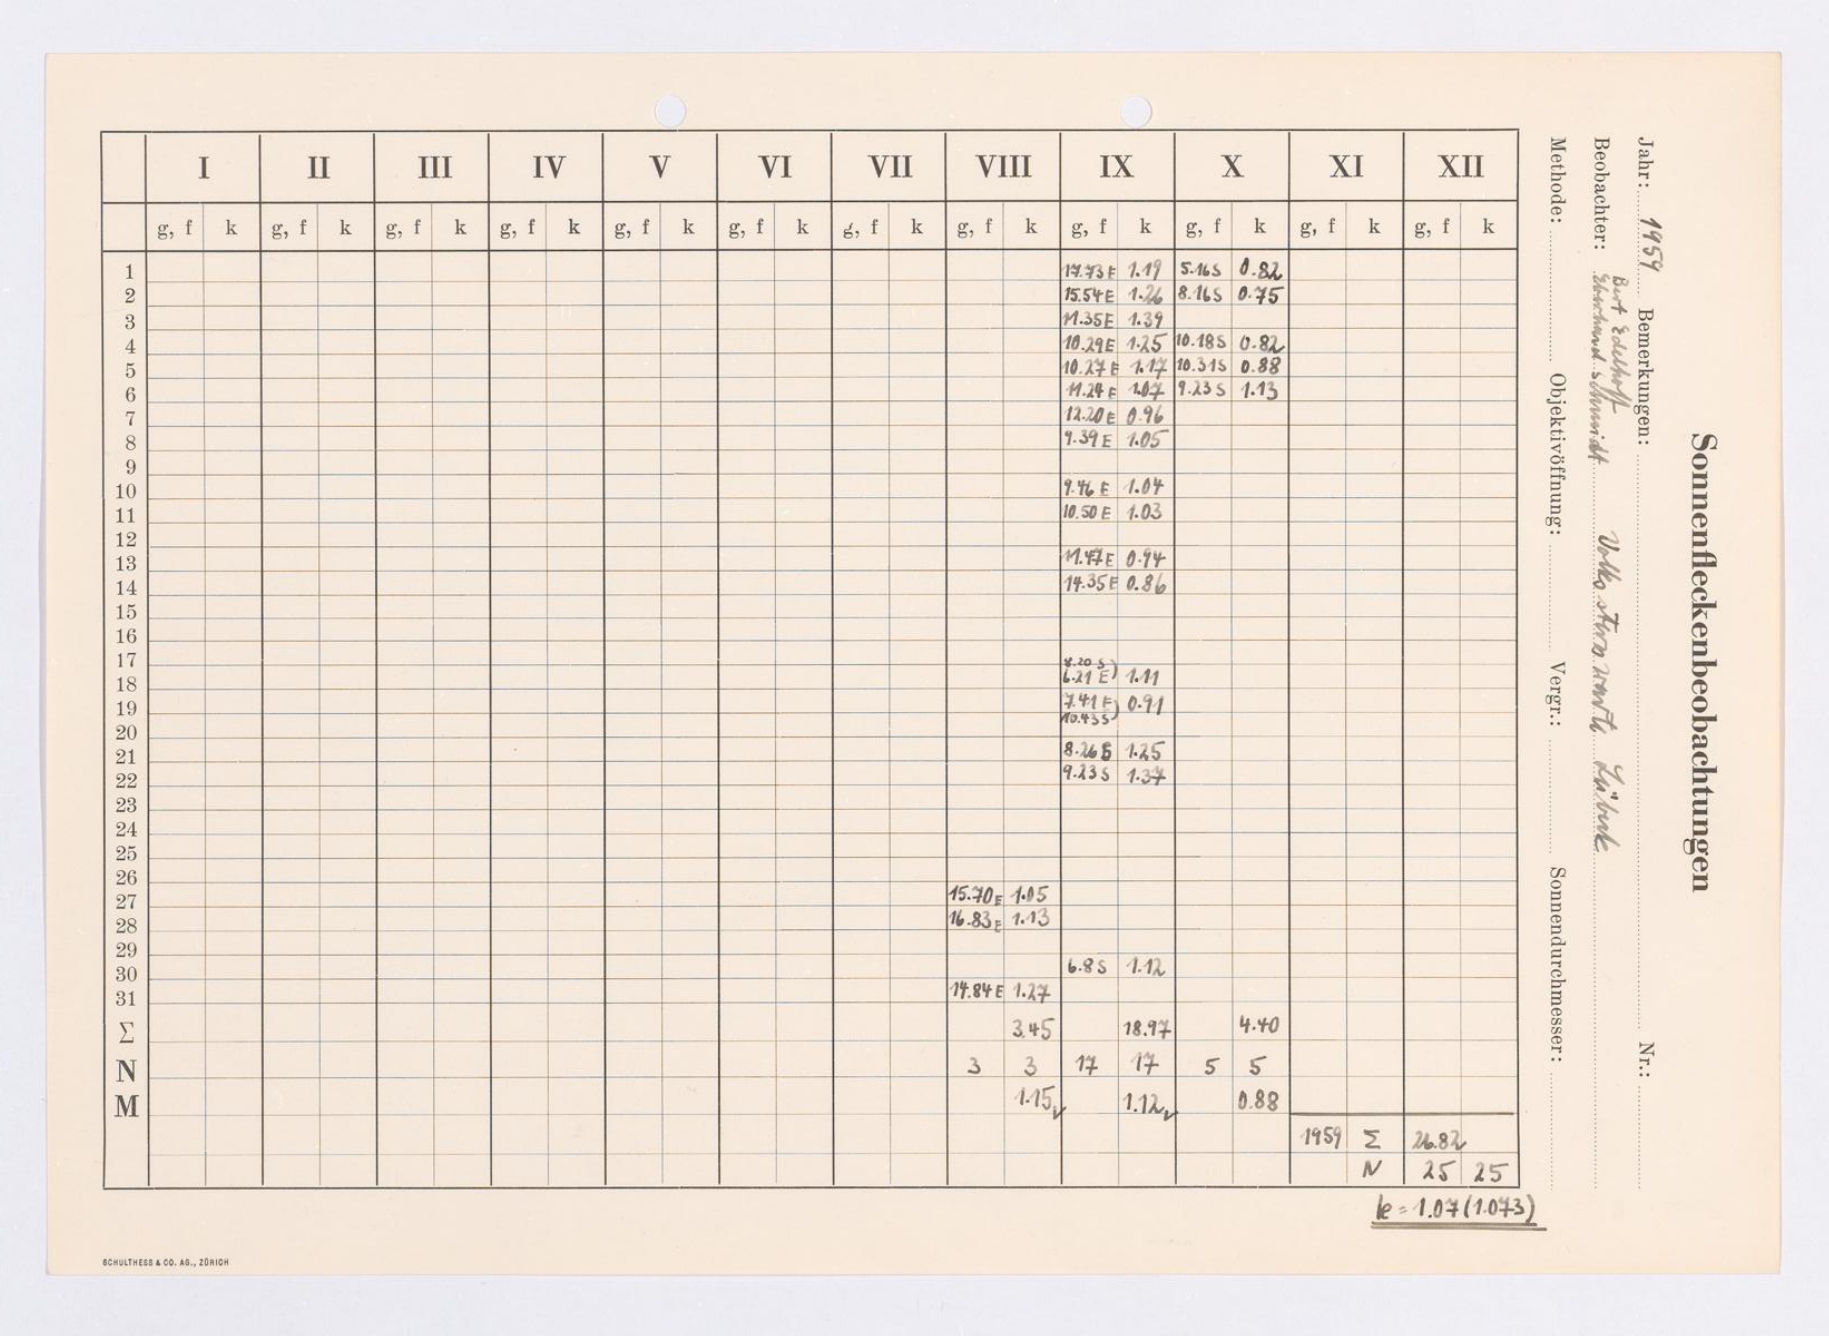 Sonnenfleckenbeobachtungen
Jahr: 1959 Bemerkungen: Nr.:
Bert Edelhoff
Beobachter: Eberhard Schmidt Volkssternwarte Lübeck
Methode: Objektivöffnung: Vergr.: Sonnendurchmesser:
I II III IV V VI VII VIII IX X XI XII
g, f k g, f k g, f k g, f k g, f k g, f k g, f k g, f k g, f k g, f k g, f k g, f k
1 17.73 E 1.19 5.16 S 0.82
2 15.54 E 1.26 8.16 S 0.75
3 11.35 E 1.39
4 10.29 E 1.25 10.18 S 0.82
5 10.27 E 1.17 10.31 S 0.88
6 11.24 E 1.07 9.23 S 1.13
7 12.20 E 0.96
8 9.39 E 1.05
9
10 9.46 E 1.04
11 10.50 E 1.03
12
13 11.47 E 0.94
14 14.35 E 0.86
15
16
17 8.20 S)
18 6.21 E) 1.11
19 7.41 E) 0.91
10.43 S)
20
21 8.26 S 1.25
22 9.23 S 1.37
23
24
25
26
27 15.70 E 1.05
28 16.83 E 1.13
29
30 6.8 S 1.12
31 14.84 E 1.27
Σ 3.45 18.97 4.40
N 3 3 17 17 5 5
M 1.15 1.12 0.88
1959 Σ 26.82
N 25 25
k = 1.07 (1.073)
SCHULTHESS & CO. AG., ZÜRICH